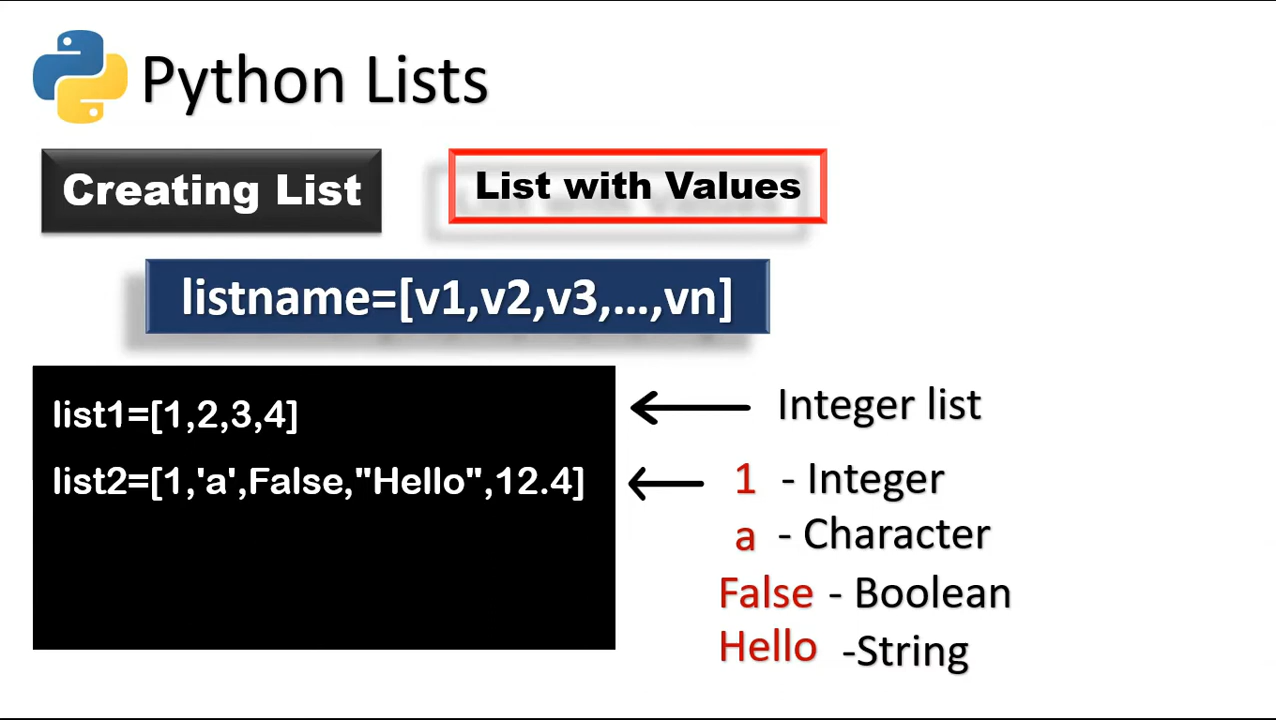 Python Lists
Creating List
List with Values
listname=[v1,v2,v3,...,vn]
list1=[1,2,3,4]
Integer list
list2=[1,'a',False,"Hello",12.4]
1 - Integer
a - Character
False - Boolean
Hello -String